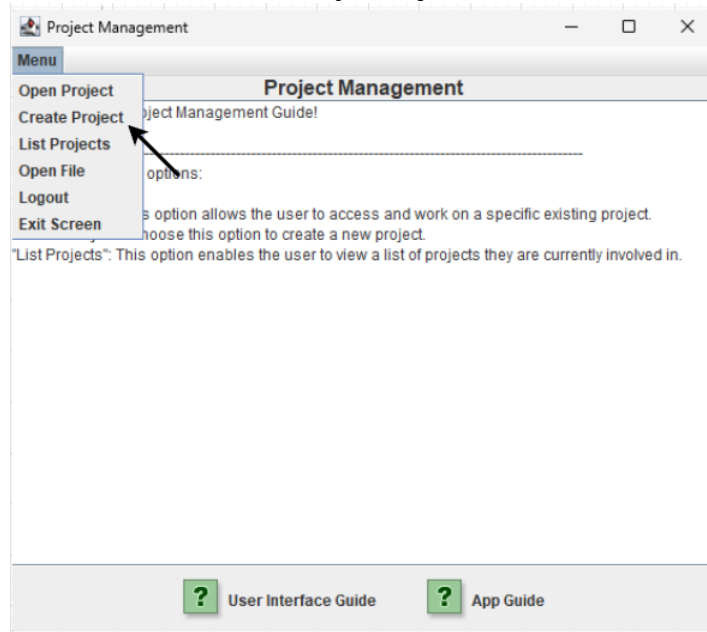 Project Management
Menu
Project Management
Open Project
Create Project
List Projects
Open File
Logout
Exit Screen
ject Management Guide!
options:
option allows the user to access and work on a specific existing project.
hoose this option to create a new project.
"List Projects": This option enables the user to view a list of projects they are currently involved in.
? User Interface Guide
? App Guide